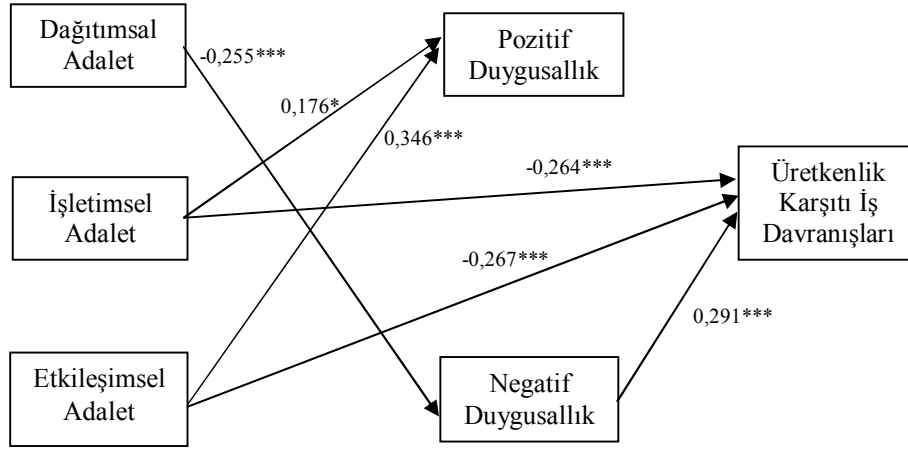 Dağıtımsal
Adalet
Pozitif
Duygusallık
-0,255***
0,176*
0,346***
İşletimsel
Adalet
-0,264***
Üretkenlik
Karşıtı İş
Davranışları
-0,267***
0,291***
Etkileşimsel
Adalet
Negatif
Duygusallık